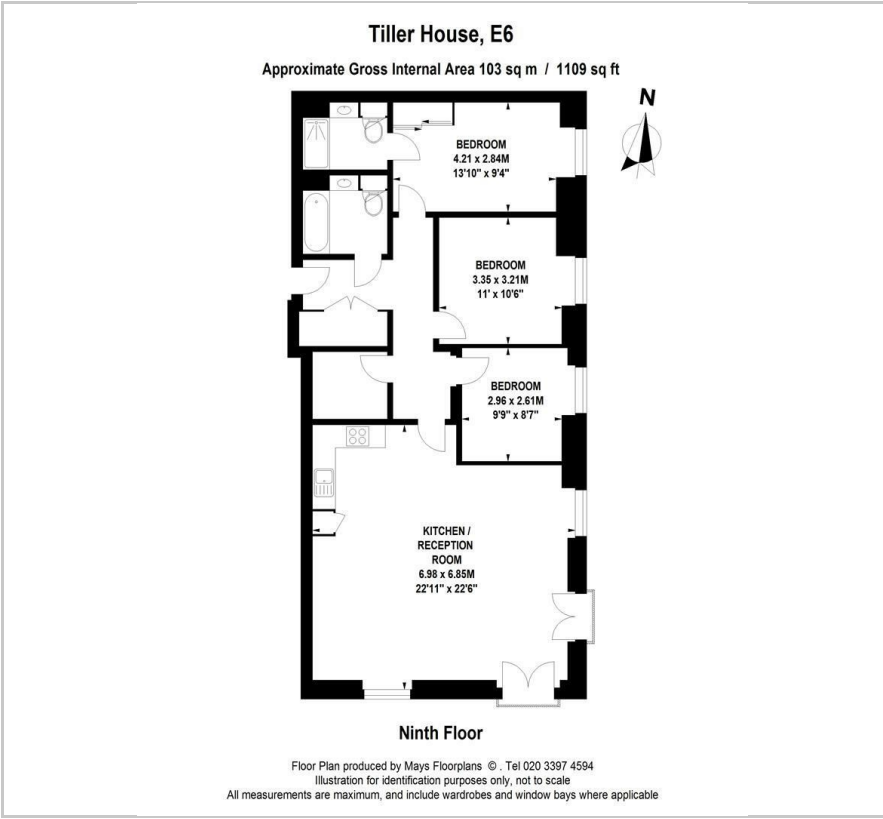 Tiller House, E6
Approximate Gross Internal Area 103 sq m / 1109 sq ft
N
BEDROOM
4.21 x 2.84M
13'10" x 9'4"
BEDROOM
3.35 x 3.21M
11' x 10'6"
BEDROOM
2.96 x 2.61M
9'9" x 8'7"
KITCHEN /
RECEPTION
ROOM
6.98 x 6.85M
22'11" x 22'6"
Ninth Floor
Floor Plan produced by Mays Floorplans © . Tel 020 3397 4594
Illustration for identification purposes only, not to scale
All measurements are maximum, and include wardrobes and window bays where applicable